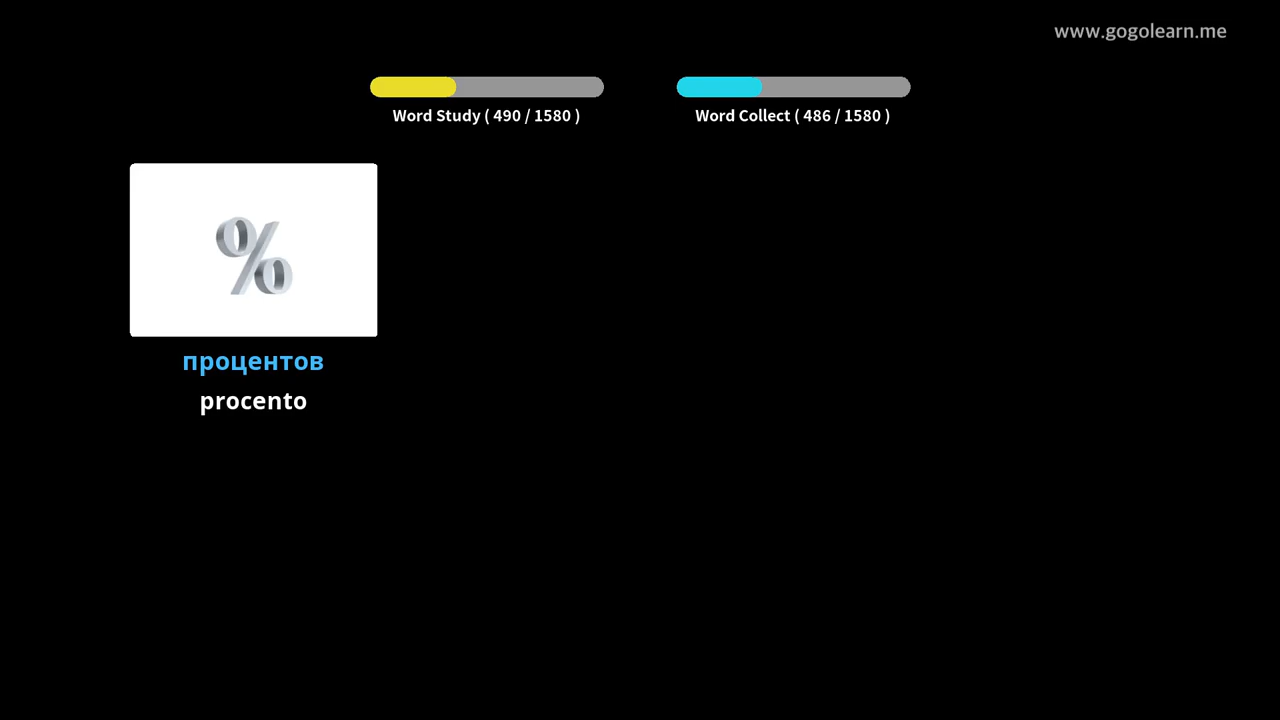 www.gogolearn.me
Word Study ( 490 / 1580 )
Word Collect ( 486 / 1580 )
%
процентов
procento